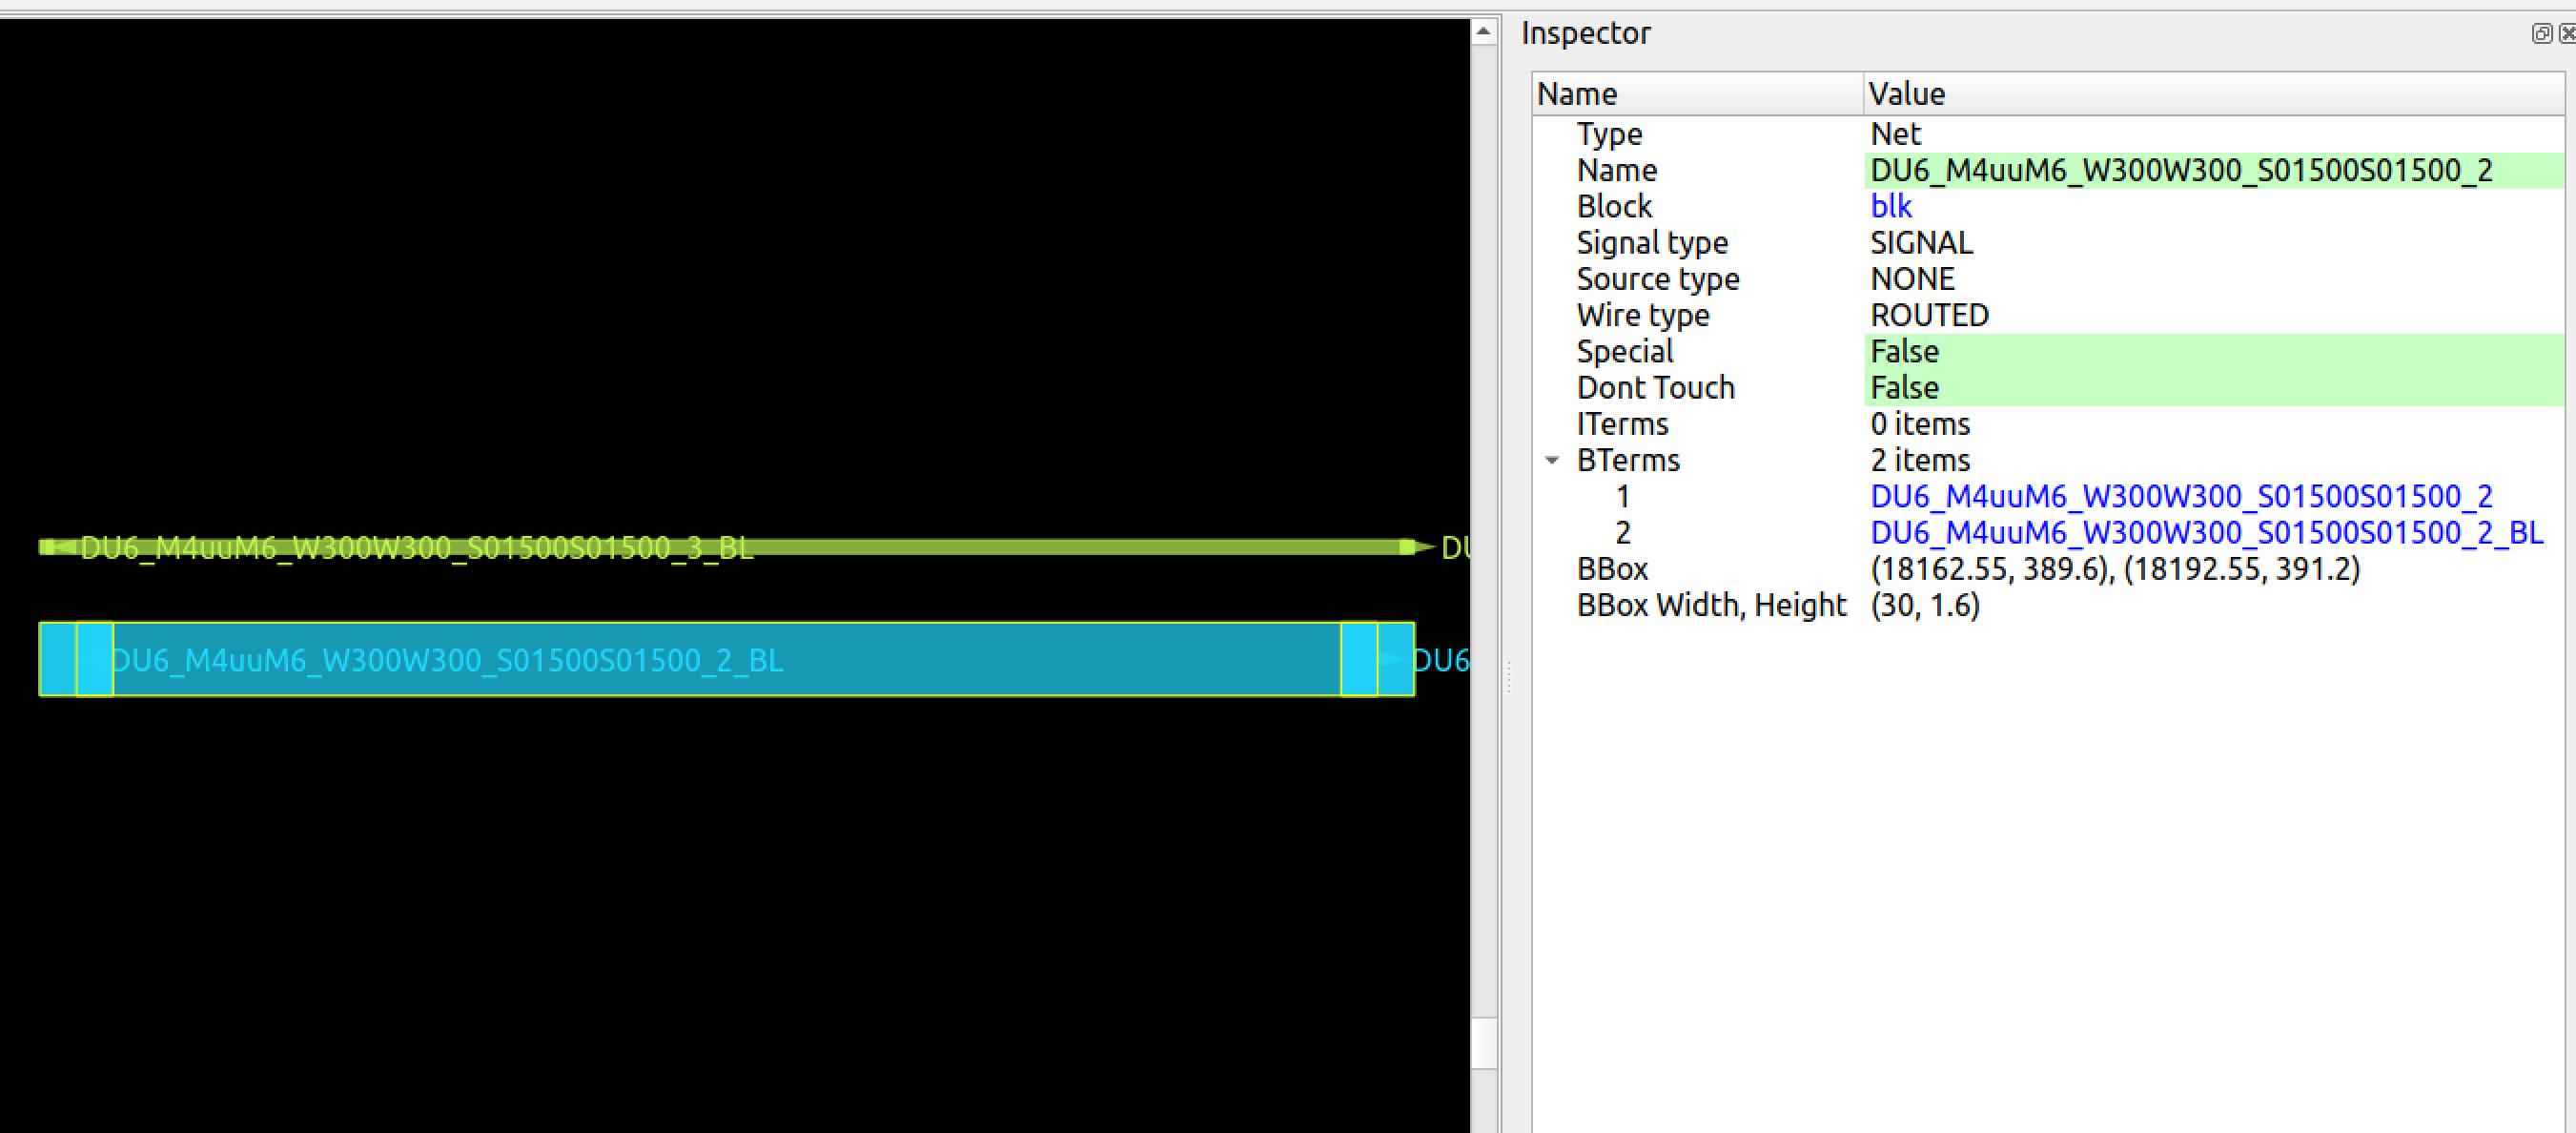 Inspector
Name Value
Type Net
Name DU6_M4uuM6_W300W300_S01500S01500_2
Block blk
Signal type SIGNAL
Source type NONE
Wire type ROUTED
Special False
Dont Touch False
ITerms 0 items
BTerms 2 items
1 DU6_M4uuM6_W300W300_S01500S01500_2
2 DU6_M4uuM6_W300W300_S01500S01500_2_BL
BBox (18162.55, 389.6), (18192.55, 391.2)
BBox Width, Height (30, 1.6)
DU6_M4uuM6_W300W300_S01500S01500_3_BL DU
DU6_M4uuM6_W300W300_S01500S01500_2_BL DU6